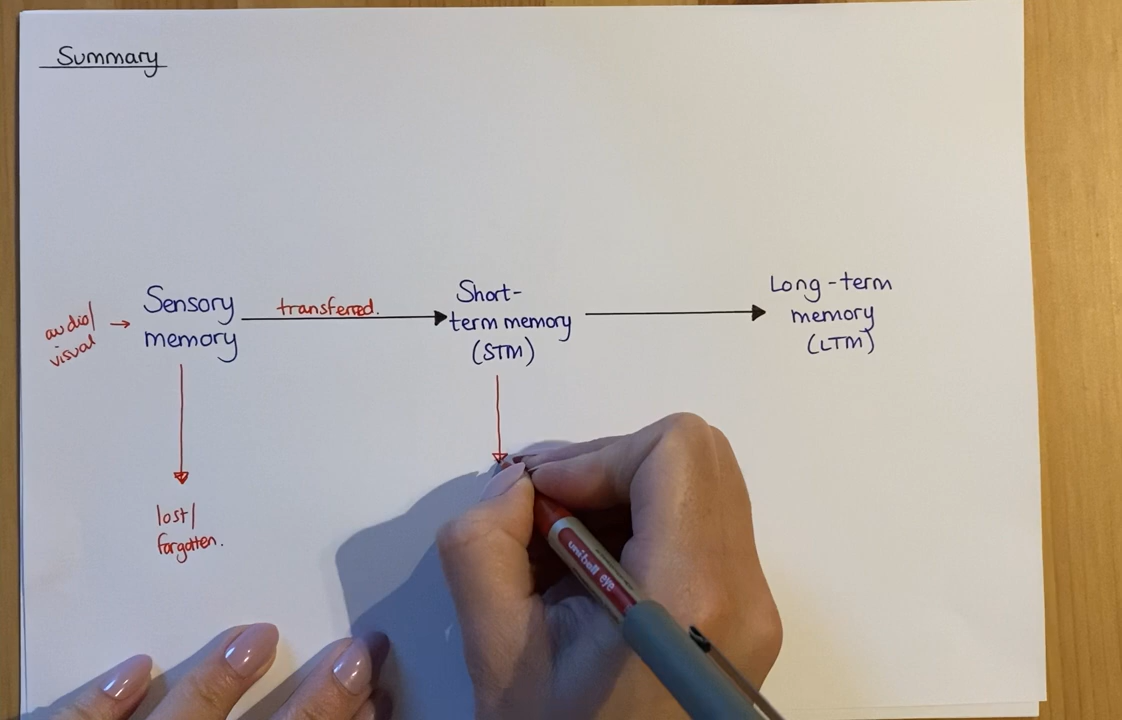 Summary
audio/
visual
Sensory
memory
transferred.
Short-
term memory
(STM)
Long-term
memory
(LTM)
lost/
forgotten.
uniball eye